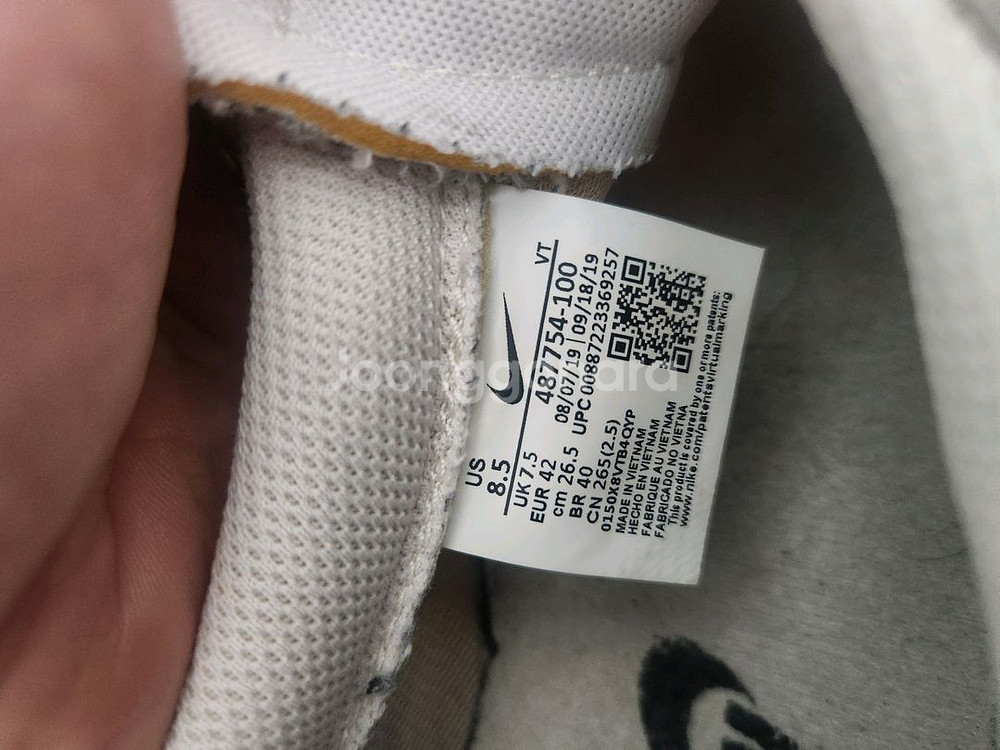 VT
US
8.5
UK 7.5
EUR 42
cm 26.5
BR 40
CN 265(2.5)
487754-100
08/07/19 | 09/18/19
UPC 00887223369257
0150X8VTB4QYP
MADE IN VIETNAM
HECHO EN VIETNAM
FABRIQUE AU VIETNAM
FABRICADO NO VIETNA
This product is covered by one or more patents:
www.nike.com/patentsvirtualmarking